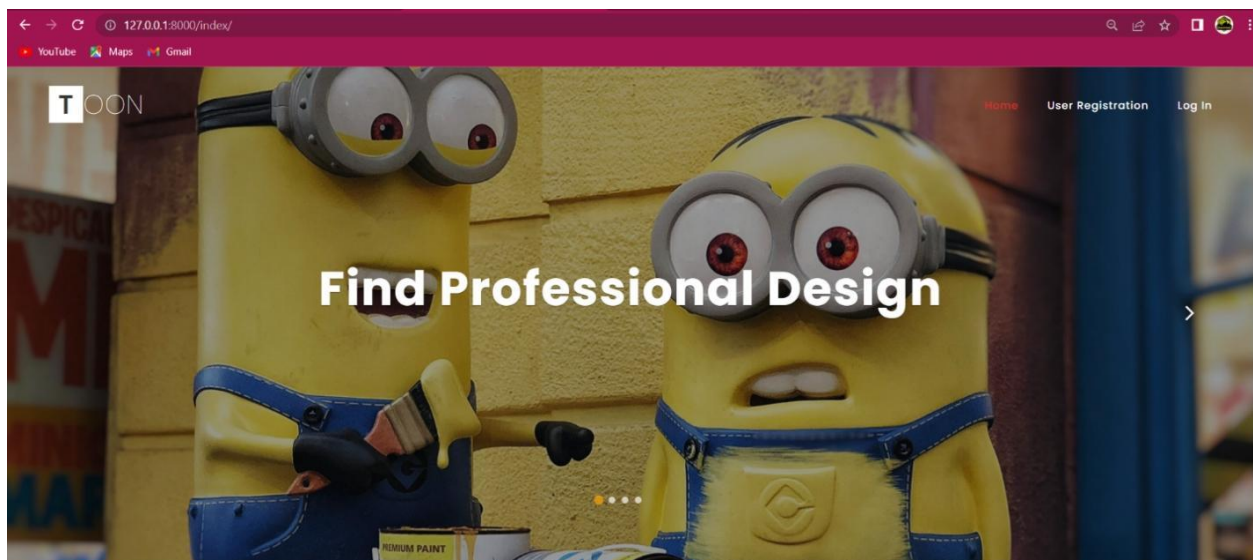 127.0.0.1:8000/index/
YouTube Maps Gmail
TOON
Home User Registration Log In
Find Professional Design
PREMIUM PAINT